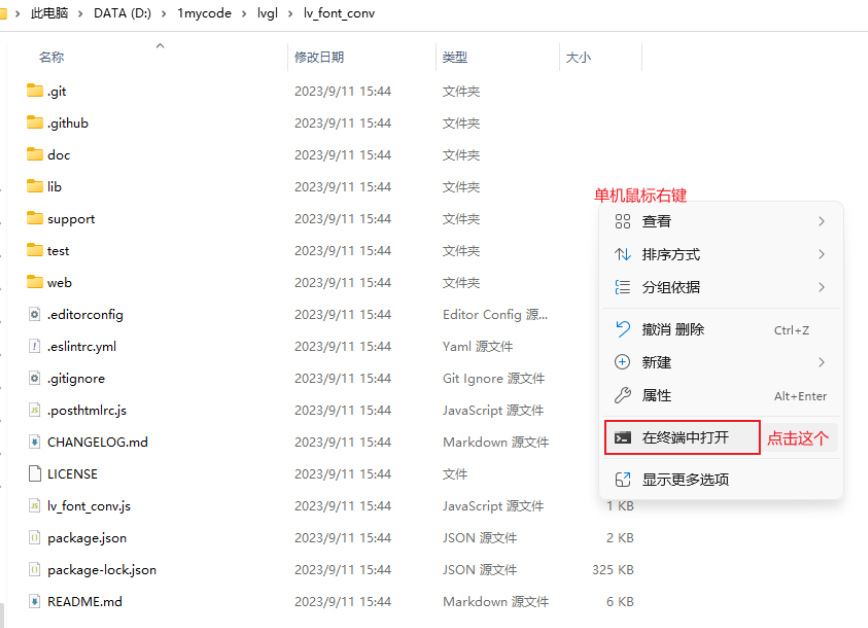 此电脑 > DATA (D:) > 1mycode > lvgl > lv_font_conv
名称 修改日期 类型 大小
.git 2023/9/11 15:44 文件夹
.github 2023/9/11 15:44 文件夹
doc 2023/9/11 15:44 文件夹
lib 2023/9/11 15:44 文件夹
support 2023/9/11 15:44 文件夹
test 2023/9/11 15:44 文件夹
web 2023/9/11 15:44 文件夹
.editorconfig 2023/9/11 15:44 Editor Config 源...
.eslintrc.yml 2023/9/11 15:44 Yaml 源文件
.gitignore 2023/9/11 15:44 Git Ignore 源文件
.posthtmlrc.js 2023/9/11 15:44 JavaScript 源文件
CHANGELOG.md 2023/9/11 15:44 Markdown 源文件
LICENSE 2023/9/11 15:44 文件
lv_font_conv.js 2023/9/11 15:44 JavaScript 源文件 1 KB
package.json 2023/9/11 15:44 JSON 源文件 2 KB
package-lock.json 2023/9/11 15:44 JSON 源文件 325 KB
README.md 2023/9/11 15:44 Markdown 源文件 6 KB
单机鼠标右键
查看
排序方式
分组依据
撤消 删除 Ctrl+Z
新建
属性 Alt+Enter
在终端中打开 点击这个
显示更多选项